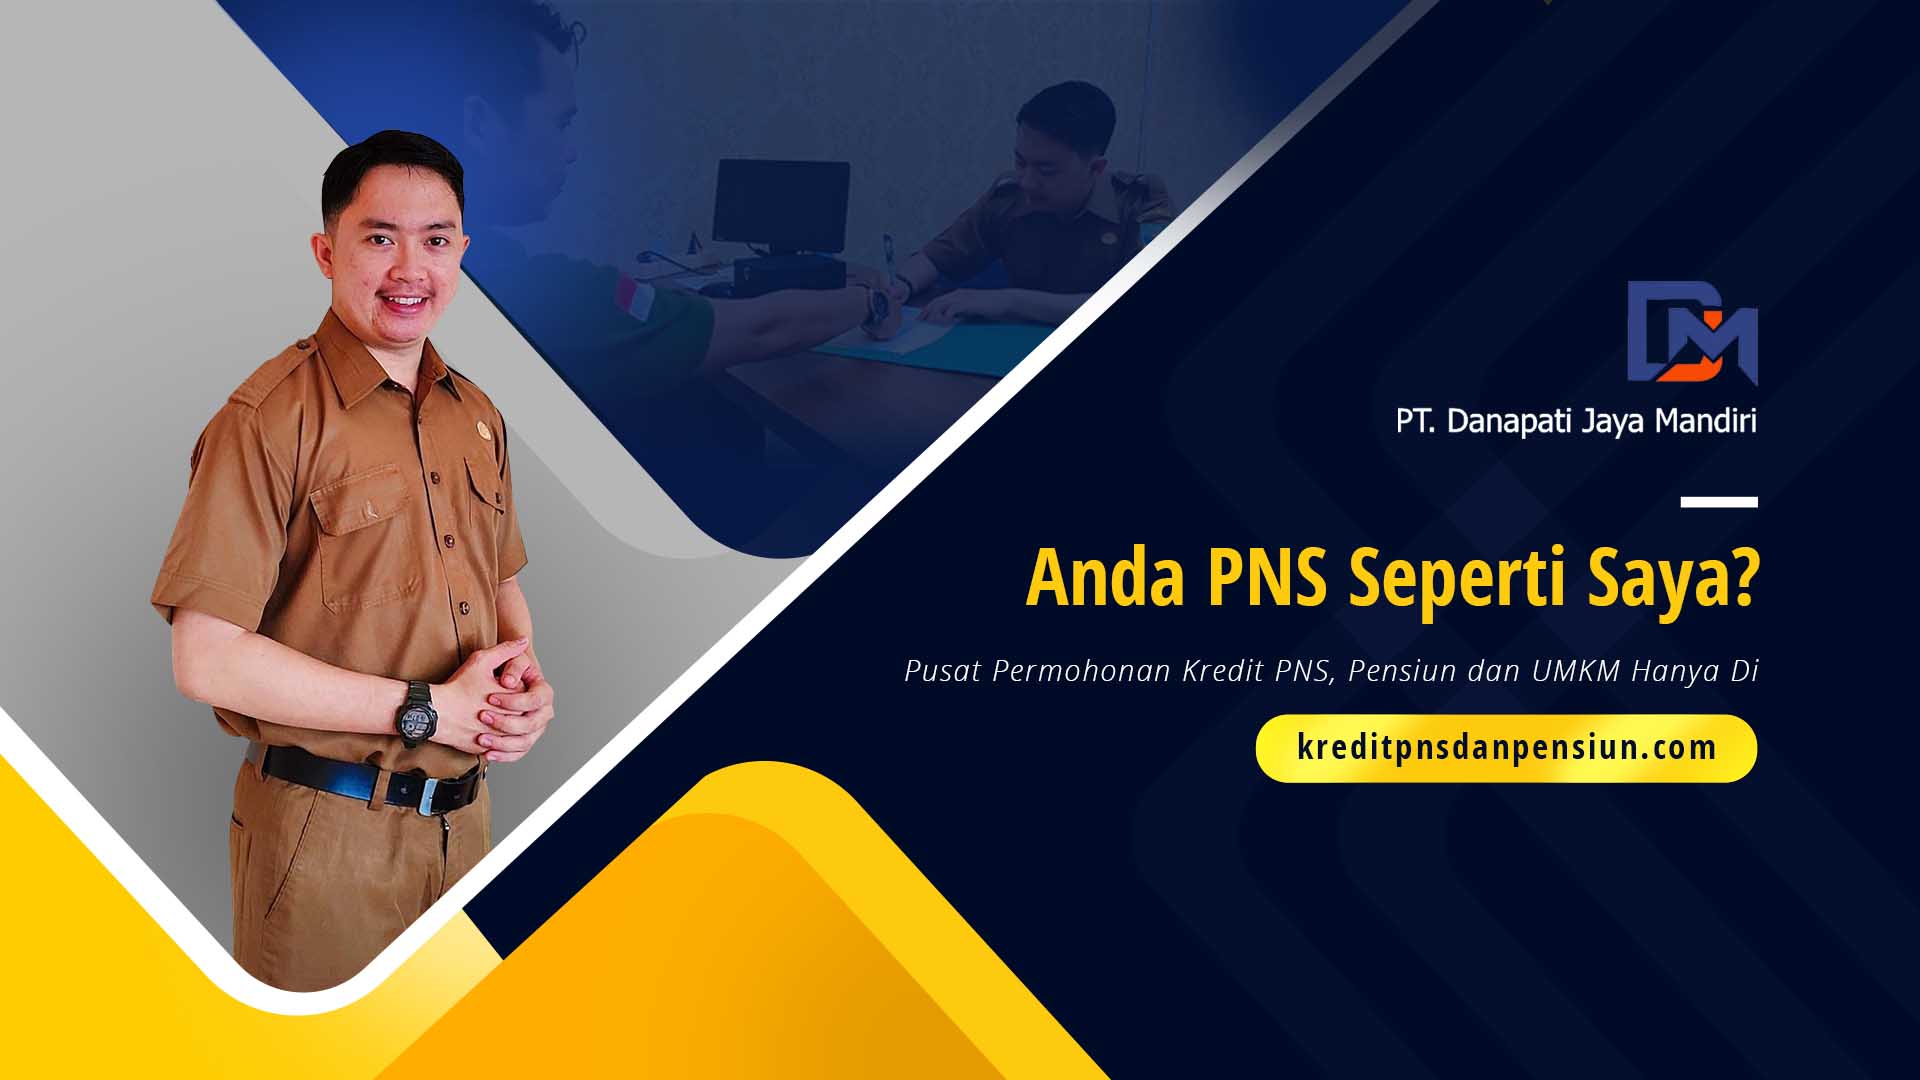 DJM
PT. Danapati Jaya Mandiri
Anda PNS Seperti Saya?
Pusat Permohonan Kredit PNS, Pensiun dan UMKM Hanya Di
kreditpnsdanpensiun.com